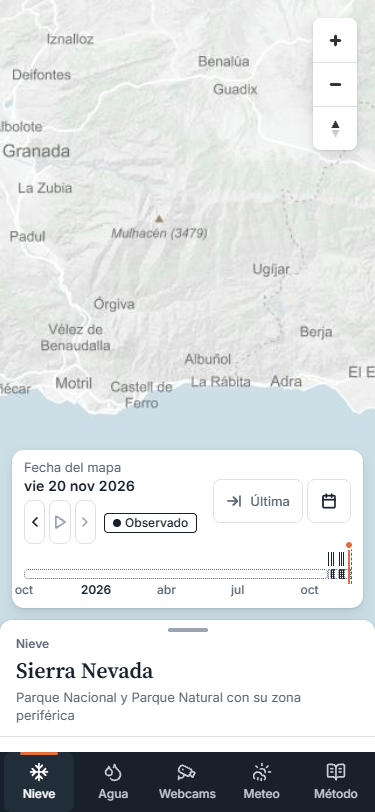 Iznalloz
Benalúa
Deifontes
Guadix
Granada
La Zubia
Mulhacén (3479)
Padul
Ugíjar
Órgiva
Vélez de
Benaudalla
Berja
Albuñol
Motril
Castell de
Ferro
La Rábita
Adra
Fecha del mapa
vie 20 nov 2026
Última
Observado
oct 2026 abr jul oct
Nieve
Sierra Nevada
Parque Nacional y Parque Natural con su zona
periférica
Nieve Agua Webcams Meteo Método